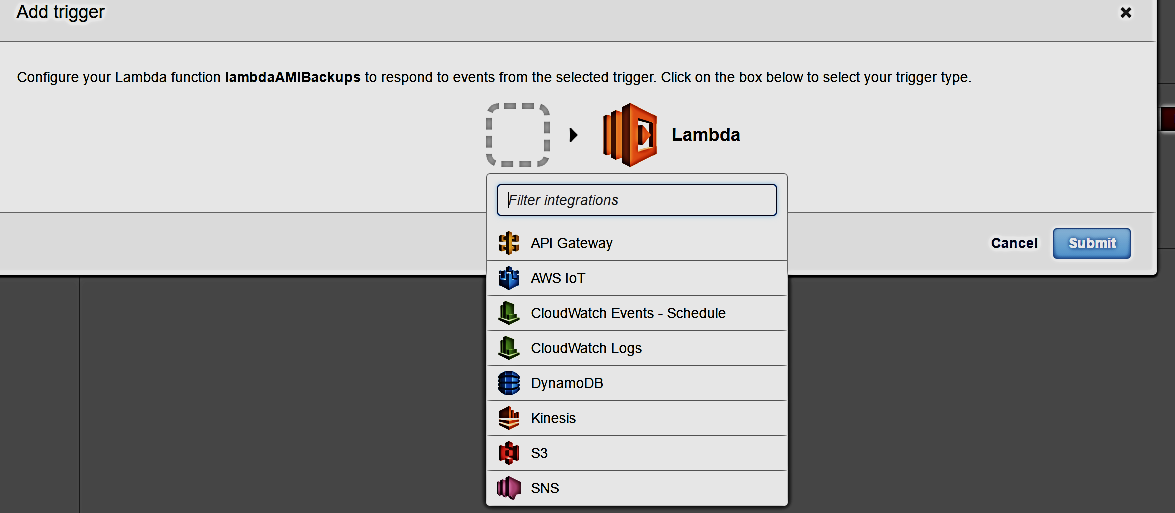 Add trigger
Configure your Lambda function lambdaAMIBackups to respond to events from the selected trigger. Click on the box below to select your trigger type.
Lambda
Filter integrations
API Gateway
AWS IoT
CloudWatch Events - Schedule
CloudWatch Logs
DynamoDB
Kinesis
S3
SNS
Cancel Submit